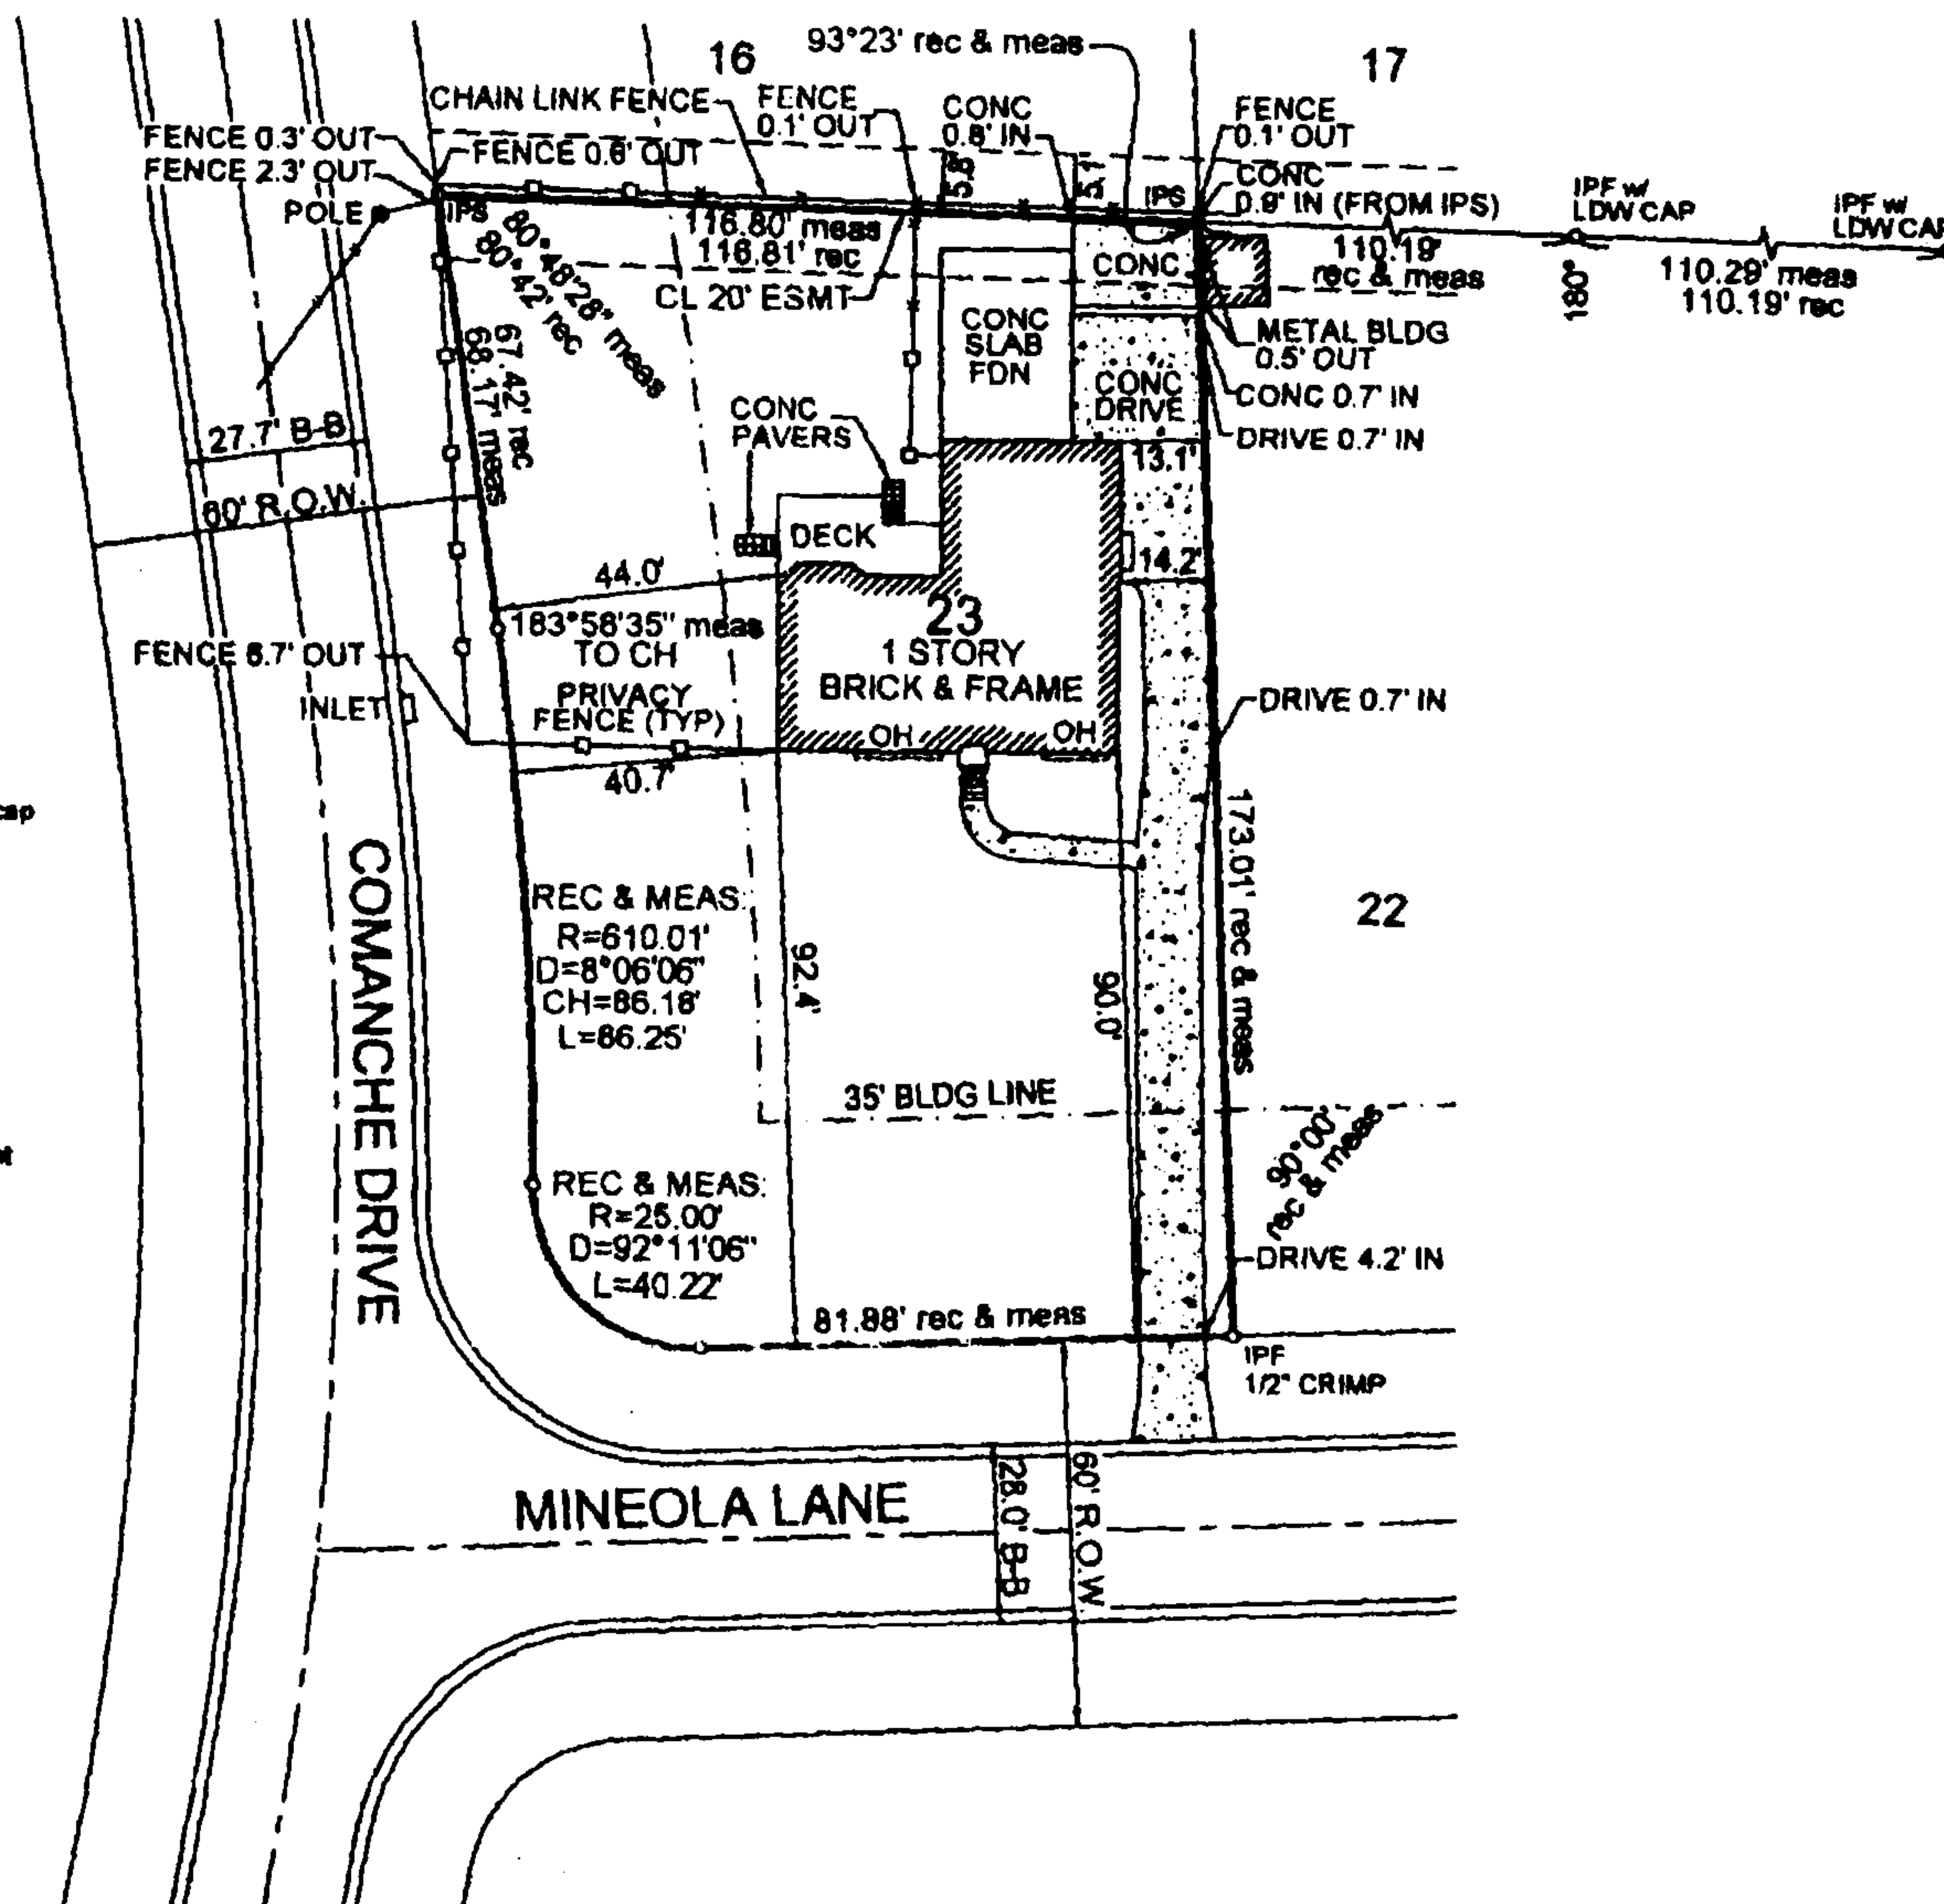 93°23' rec & meas
16
17
CHAIN LINK FENCE
FENCE
0.1' OUT
CONC
0.8' IN
FENCE
0.1' OUT
FENCE 0.3' OUT
FENCE 2.3' OUT
FENCE 0.6' OUT
POLE
IPS
IPS
CONC
0.9' IN (FROM IPS)
IPF w/
LDW CAP
IPF w/
LDW CAP
116.80' meas
116.81' rec
80°48'28" meas
80°42' rec
110.19'
rec & meas
180°
110.29' meas
110.19' rec
CL 20' ESMT
CONC
CONC
SLAB
FDN
CONC
DRIVE
METAL BLDG
0.5' OUT
CONC 0.7' IN
DRIVE 0.7' IN
67.42' rec
68.17' meas
27.7' B-B
60' R.O.W.
CONC
PAVERS
13.1'
DECK
14.2'
44.0'
183°58'35" meas
TO CH
23
1 STORY
BRICK & FRAME
OH
OH
INLET
PRIVACY
FENCE (TYP)
40.7'
DRIVE 0.7' IN
173.01' rec & meas
22
COMANCHE DRIVE
REC & MEAS:
R=610.01'
D=8°06'06"
CH=86.18'
L=86.25'
92.4'
90.0'
35' BLDG LINE
90°00'
rec & meas
REC & MEAS:
R=25.00'
D=92°11'06"
L=40.22'
DRIVE 4.2' IN
81.88' rec & meas
IPF
1/2" CRIMP
MINEOLA LANE
28.0' B-B
60' R.O.W